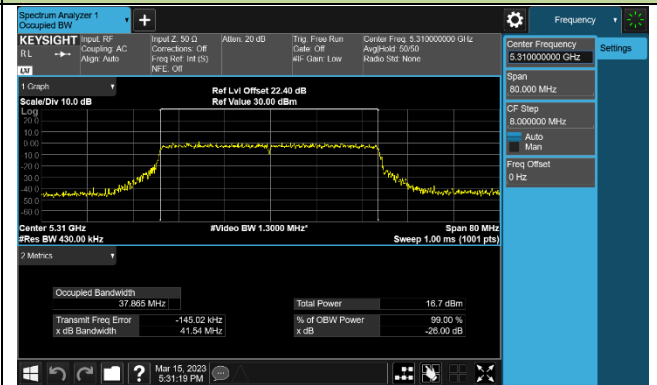 Spectrum Analyzer 1
Occupied BW
+
Frequency
KEYSIGHT
RL
LXI
Input: RF
Coupling: AC
Align: Auto
Input Z: 50 Ω
Corrections: Off
Freq Ref: Int (S)
NFE: Off
Atten: 20 dB
Trig: Free Run
Gate: Off
#IF Gain: Low
Center Freq: 5.310000000 GHz
Avg|Hold: 50/50
Radio Std: None
Center Frequency
5.310000000 GHz
Settings
Span
80.000 MHz
CF Step
8.000000 MHz
Auto
Man
Freq Offset
0 Hz
1 Graph
Scale/Div 10.0 dB
Ref Lvl Offset 22.40 dB
Ref Value 30.00 dBm
Log
20.0
10.0
0.00
-10.0
-20.0
-30.0
-40.0
-50.0
-60.0
Center 5.31 GHz
#Video BW 1.3000 MHz*
Span 80 MHz
#Res BW 430.00 kHz
Sweep 1.00 ms (1001 pts)
2 Metrics
Occupied Bandwidth
37.865 MHz
Total Power 16.7 dBm
Transmit Freq Error -145.02 kHz
% of OBW Power 99.00 %
x dB Bandwidth 41.54 MHz
x dB -26.00 dB
?
Mar 15, 2023
5:31:19 PM